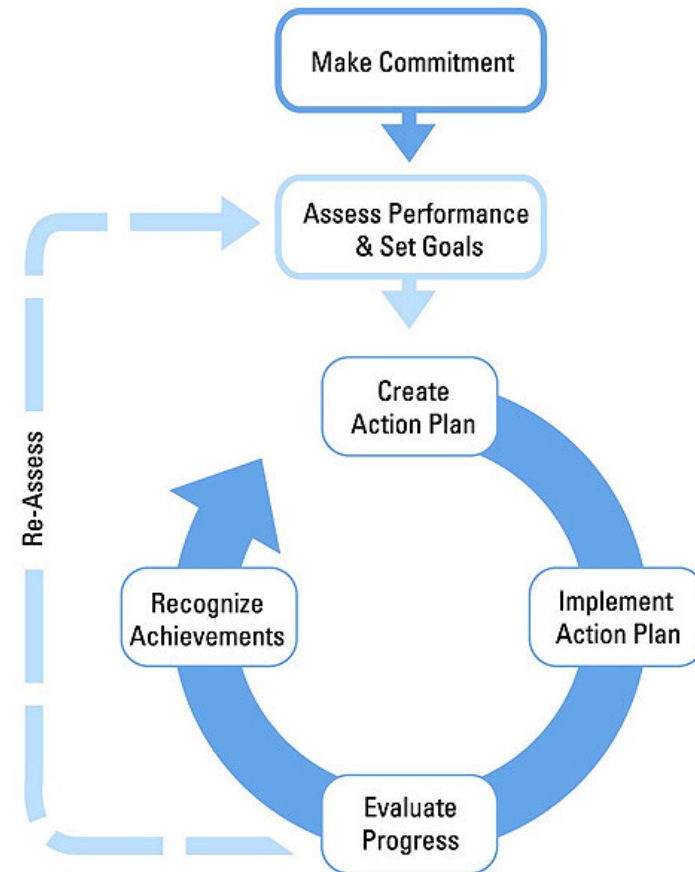 Make Commitment
Assess Performance
& Set Goals
Create
Action Plan
Implement
Action Plan
Evaluate
Progress
Recognize
Achievements
Re-Assess